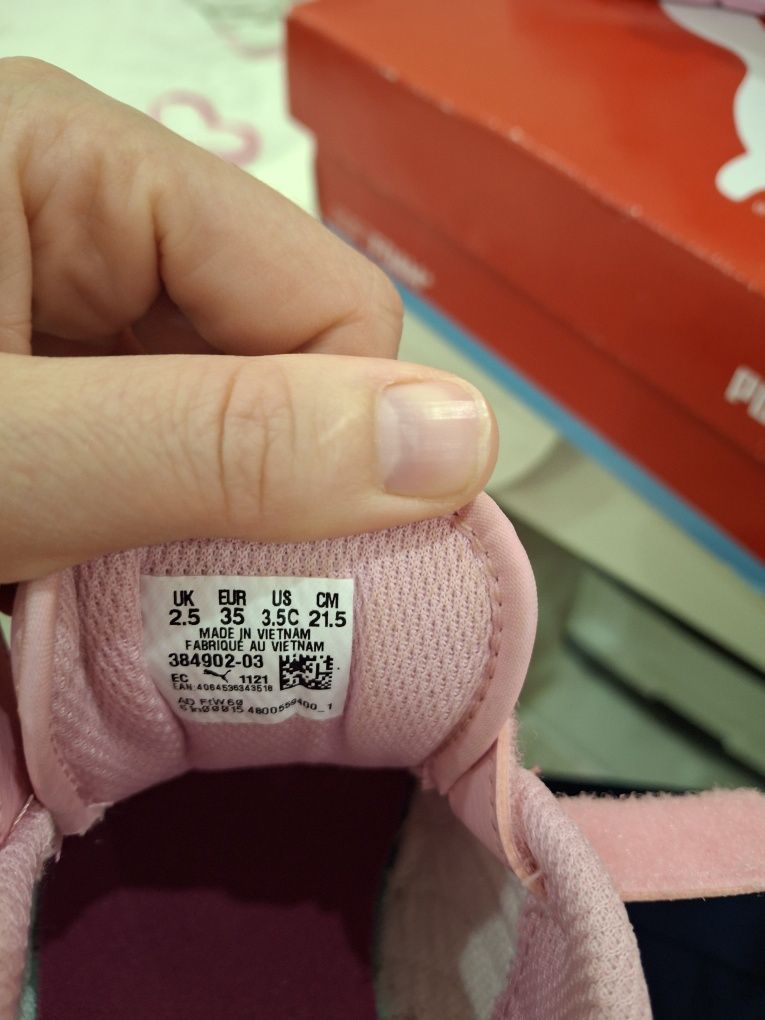 UK EUR US CM
2.5 35 3.5C 21.5
MADE IN VIETNAM
FABRIQUÉ AU VIETNAM
384902-03
EC 1121
EAN:4064536343518